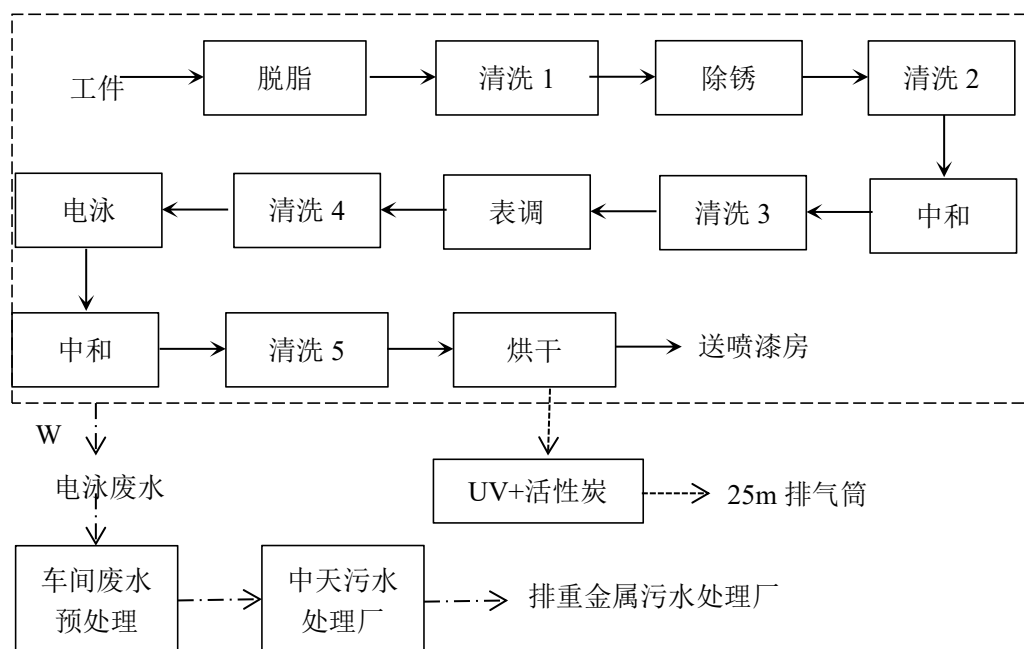 工件
脱脂
清洗 1
除锈
清洗 2
电泳
清洗 4
表调
清洗 3
中和
中和
清洗 5
烘干
送喷漆房
W
电泳废水
UV+活性炭
25m 排气筒
车间废水
预处理
中天污水
处理厂
排重金属污水处理厂